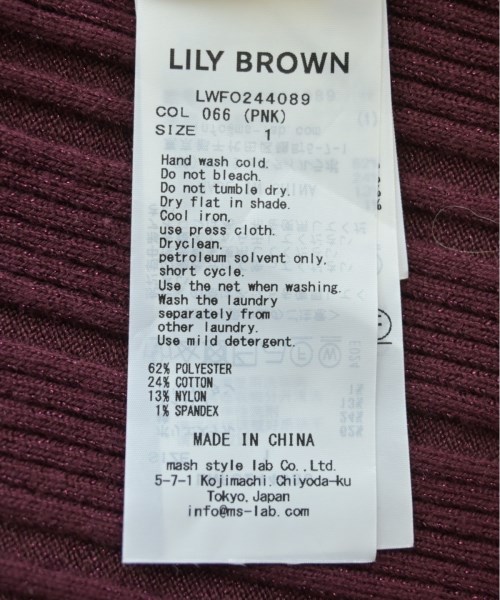 LILY BROWN
LWFO244089
COL 066 (PNK)
SIZE 1
Hand wash cold.
Do not bleach.
Do not tumble dry.
Dry flat in shade.
Cool iron,
use press cloth.
Dryclean,
petroleum solvent only.
short cycle.
Use the net when washing.
Wash the laundry
separately from
other laundry.
Use mild detergent.
62% POLYESTER
24% COTTON
13% NYLON
1% SPANDEX
MADE IN CHINA
mash style lab Co.,Ltd.
5-7-1 Kojimachi, Chiyoda-ku
Tokyo, Japan
info@ms-lab.com